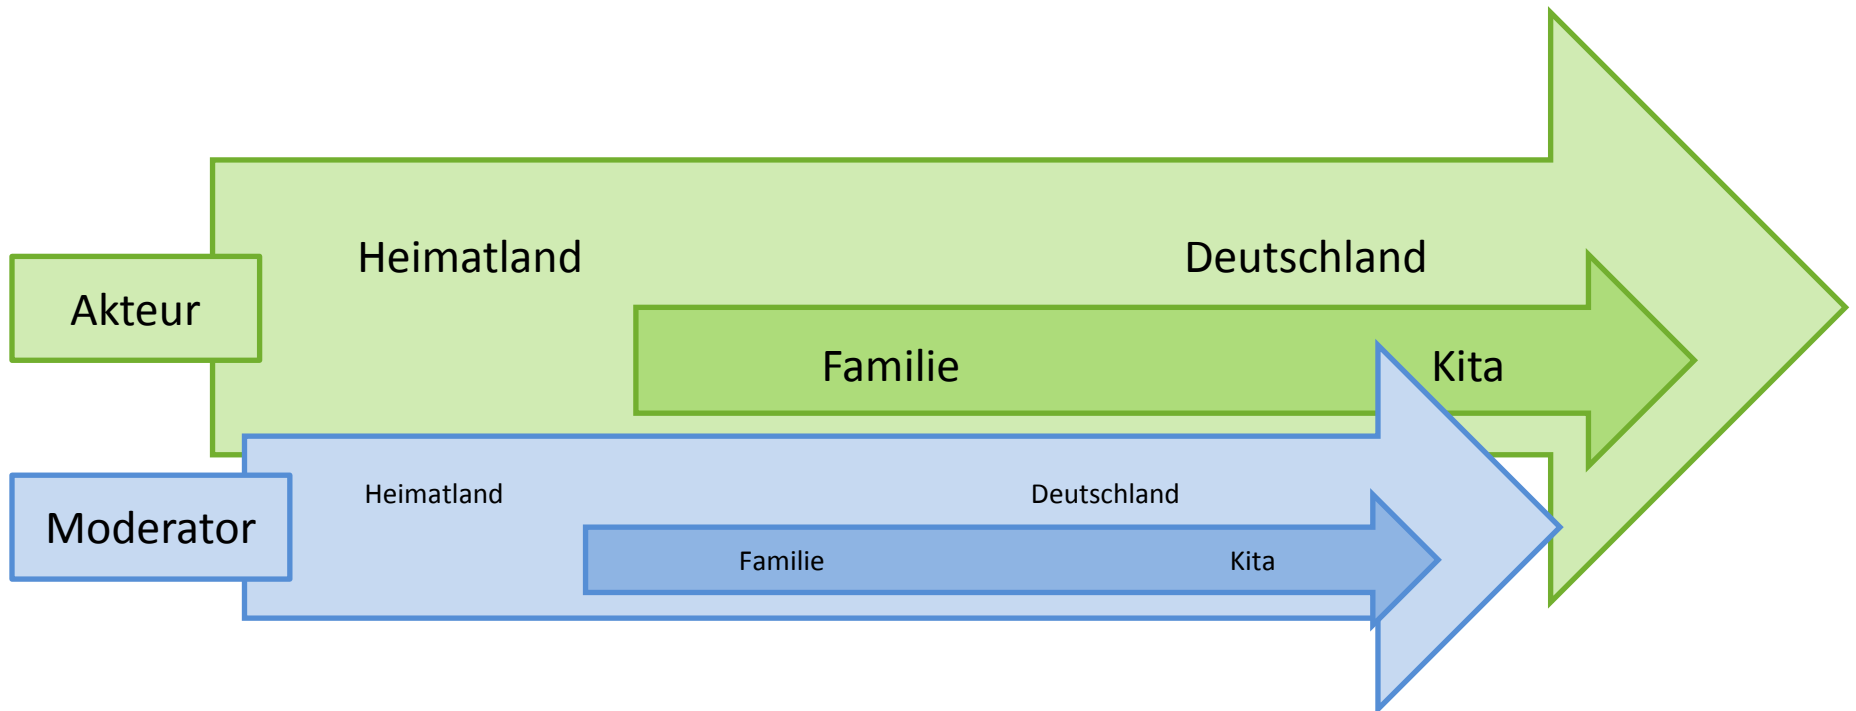 Heimatland
Deutschland
Akteur
Familie
Kita
Heimatland
Deutschland
Moderator
Familie
Kita